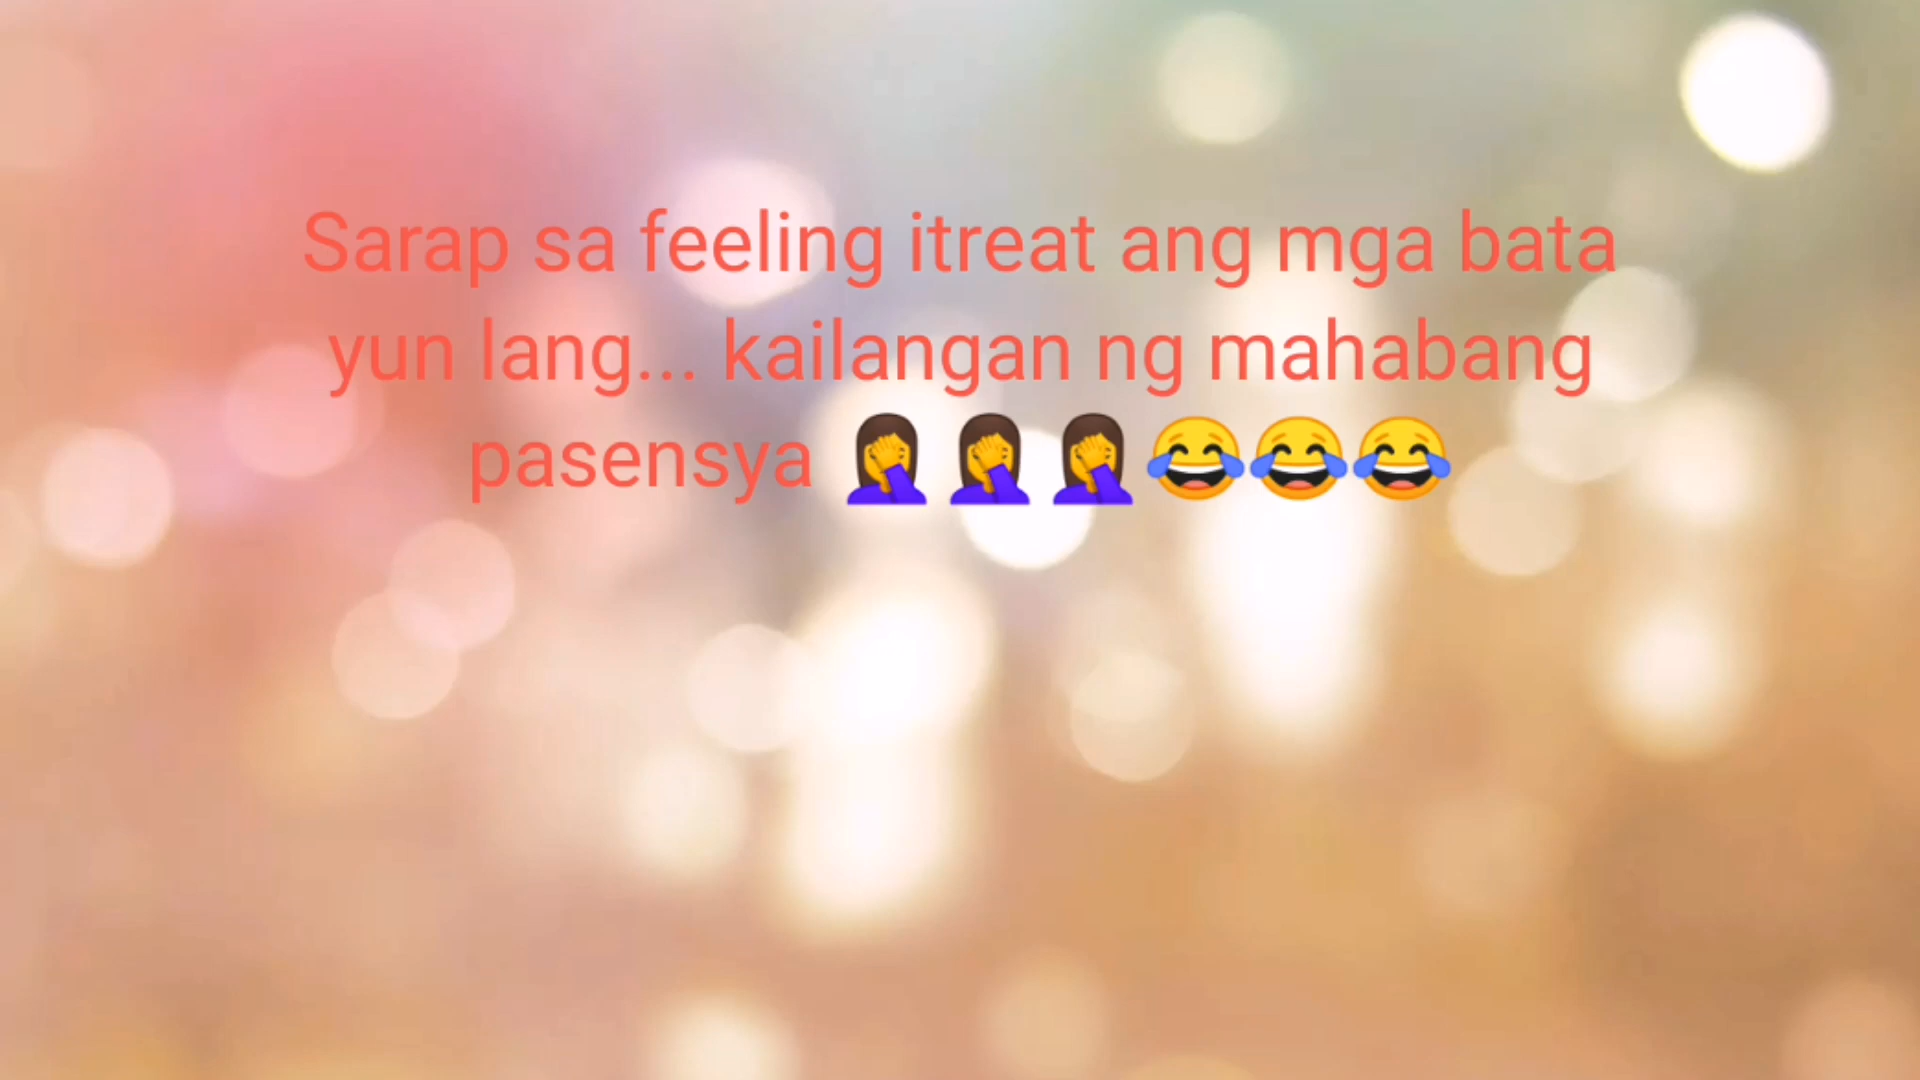 Sarap sa feeling itreat ang mga bata
yun lang... kailangan ng mahabang
pasensya 🤦‍♀️🤦‍♀️🤦‍♀️😂😂😂